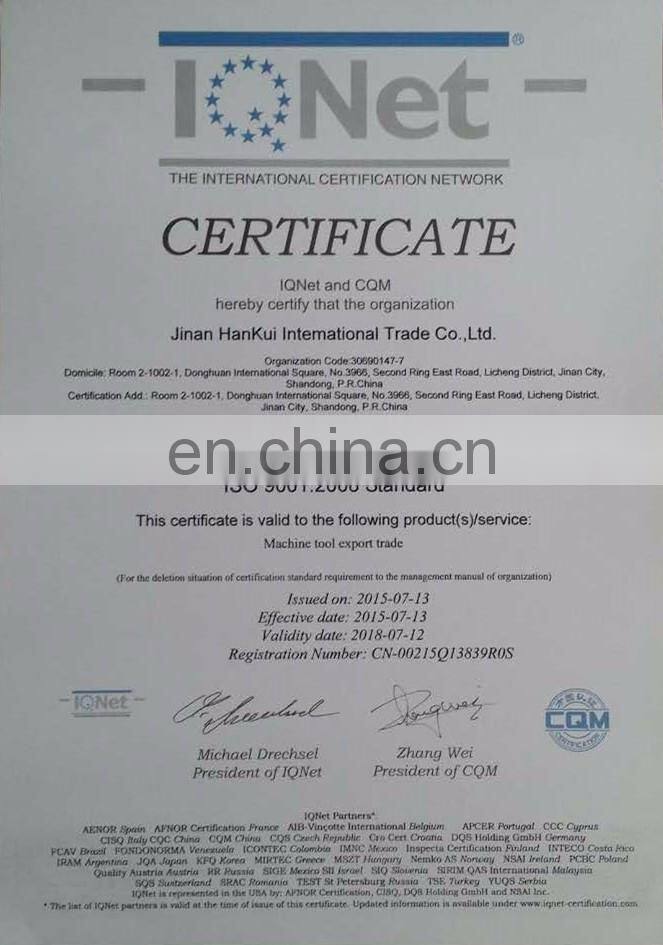 IQNet ®
THE INTERNATIONAL CERTIFICATION NETWORK
CERTIFICATE
IQNet and CQM
hereby certify that the organization
Jinan HanKui International Trade Co.,Ltd.
Organization Code:30690147-7
Domicile: Room 2-1002-1, Donghuan International Square, No.3966, Second Ring East Road, Licheng District, Jinan City,
Shandong, P.R.China
Certification Add.: Room 2-1002-1, Donghuan International Square, No.3966, Second Ring East Road, Licheng District,
Jinan City, Shandong, P.R.China
en.china.cn
ISO 9001:2008 Standard
This certificate is valid to the following product(s)/service:
Machine tool export trade
(For the deletion situation of certification standard requirement to the management manual of organization)
Issued on: 2015-07-13
Effective date: 2015-07-13
Validity date: 2018-07-12
Registration Number: CN-00215Q13839R0S
IQNet
CQM
CERTIFICATION
Michael Drechsel
Zhang Wei
President of IQNet
President of CQM
IQNet Partners*:
AENOR Spain AFNOR Certification France AIB-Vinçotte International Belgium APCER Portugal CCC Cyprus
CISQ Italy CQC China CQM China CQS Czech Republic Cro Cert Croatia DQS Holding GmbH Germany
FCAV Brazil FONDONORMA Venezuela ICONTEC Colombia IMNC Mexico Inspecta Certification Finland INTECO Costa Rica
IRAM Argentina JQA Japan KFQ Korea MIRTEC Greece MSZT Hungary Nemko AS Norway NSAI Ireland PCBC Poland
Quality Austria Austria RR Russia SIGE Mexico SII Israel SIQ Slovenia SIRIM QAS International Malaysia
SQS Switzerland SRAC Romania TEST St Petersburg Russia TSE Turkey YUQS Serbia
IQNet is represented in the USA by: AFNOR Certification, CISQ, DQS Holding GmbH and NSAI Inc.
* The list of IQNet partners is valid at the time of issue of this certificate. Updated information is available under www.iqnet-certification.com